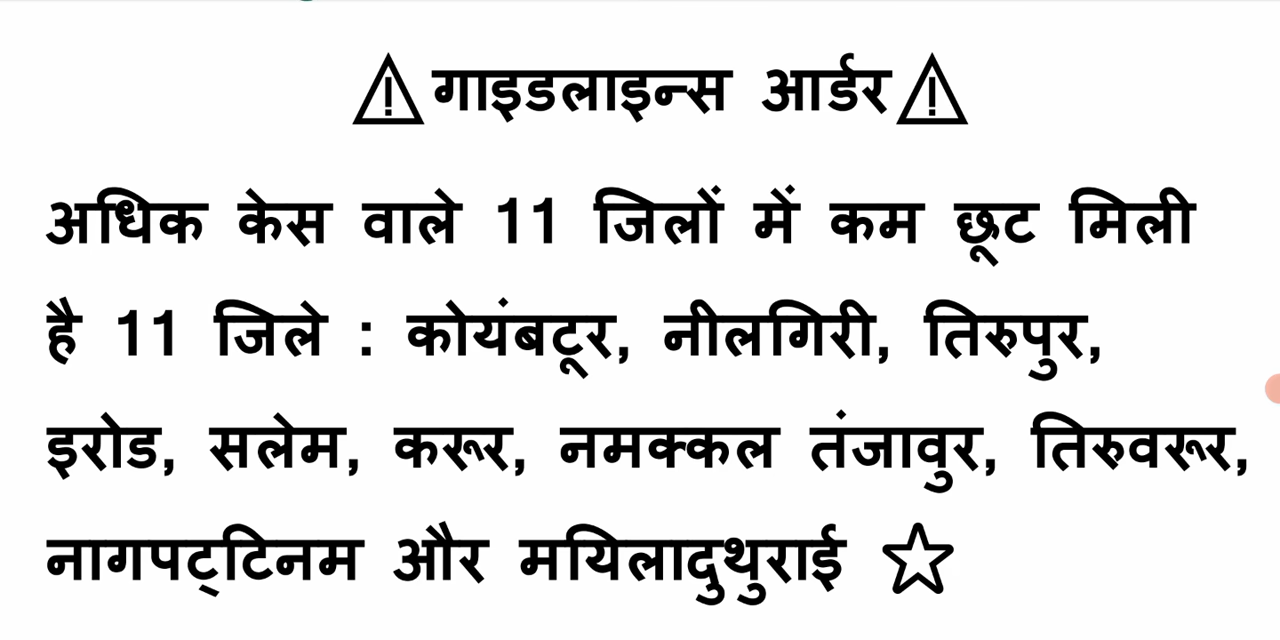 ⚠गाइडलाइन्स आर्डर⚠
अधिक केस वाले 11 जिलों में कम छूट मिली
है 11 जिले : कोयंबटूर, नीलगिरी, तिरुपुर,
इरोड, सलेम, करूर, नमक्कल तंजावुर, तिरुवरूर,
नागपट्टिनम और मयिलादुथुराई ☆